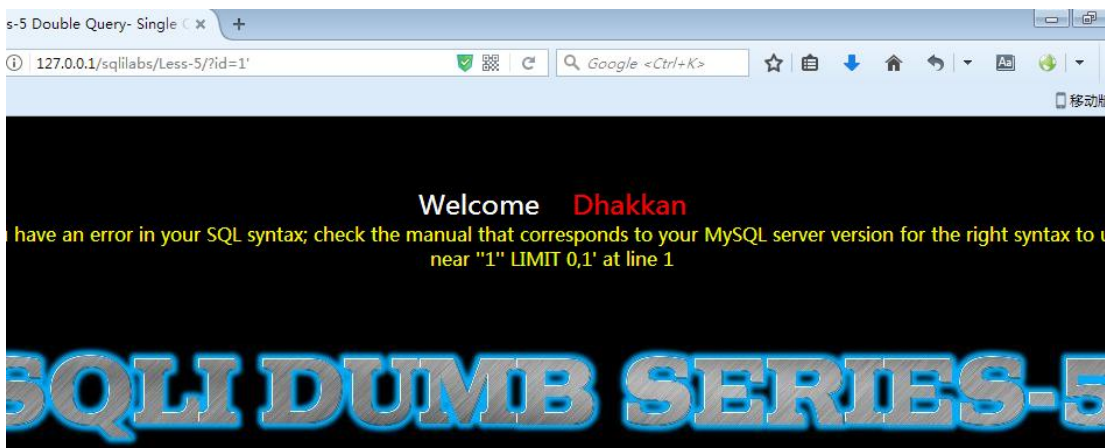 s-5 Double Query- Single
127.0.0.1/sqlilabs/Less-5/?id=1'
Google <Ctrl+K>
移动版
Welcome Dhakkan
have an error in your SQL syntax; check the manual that corresponds to your MySQL server version for the right syntax to
near ''1'' LIMIT 0,1' at line 1
SQLI DUMB SERIES-5